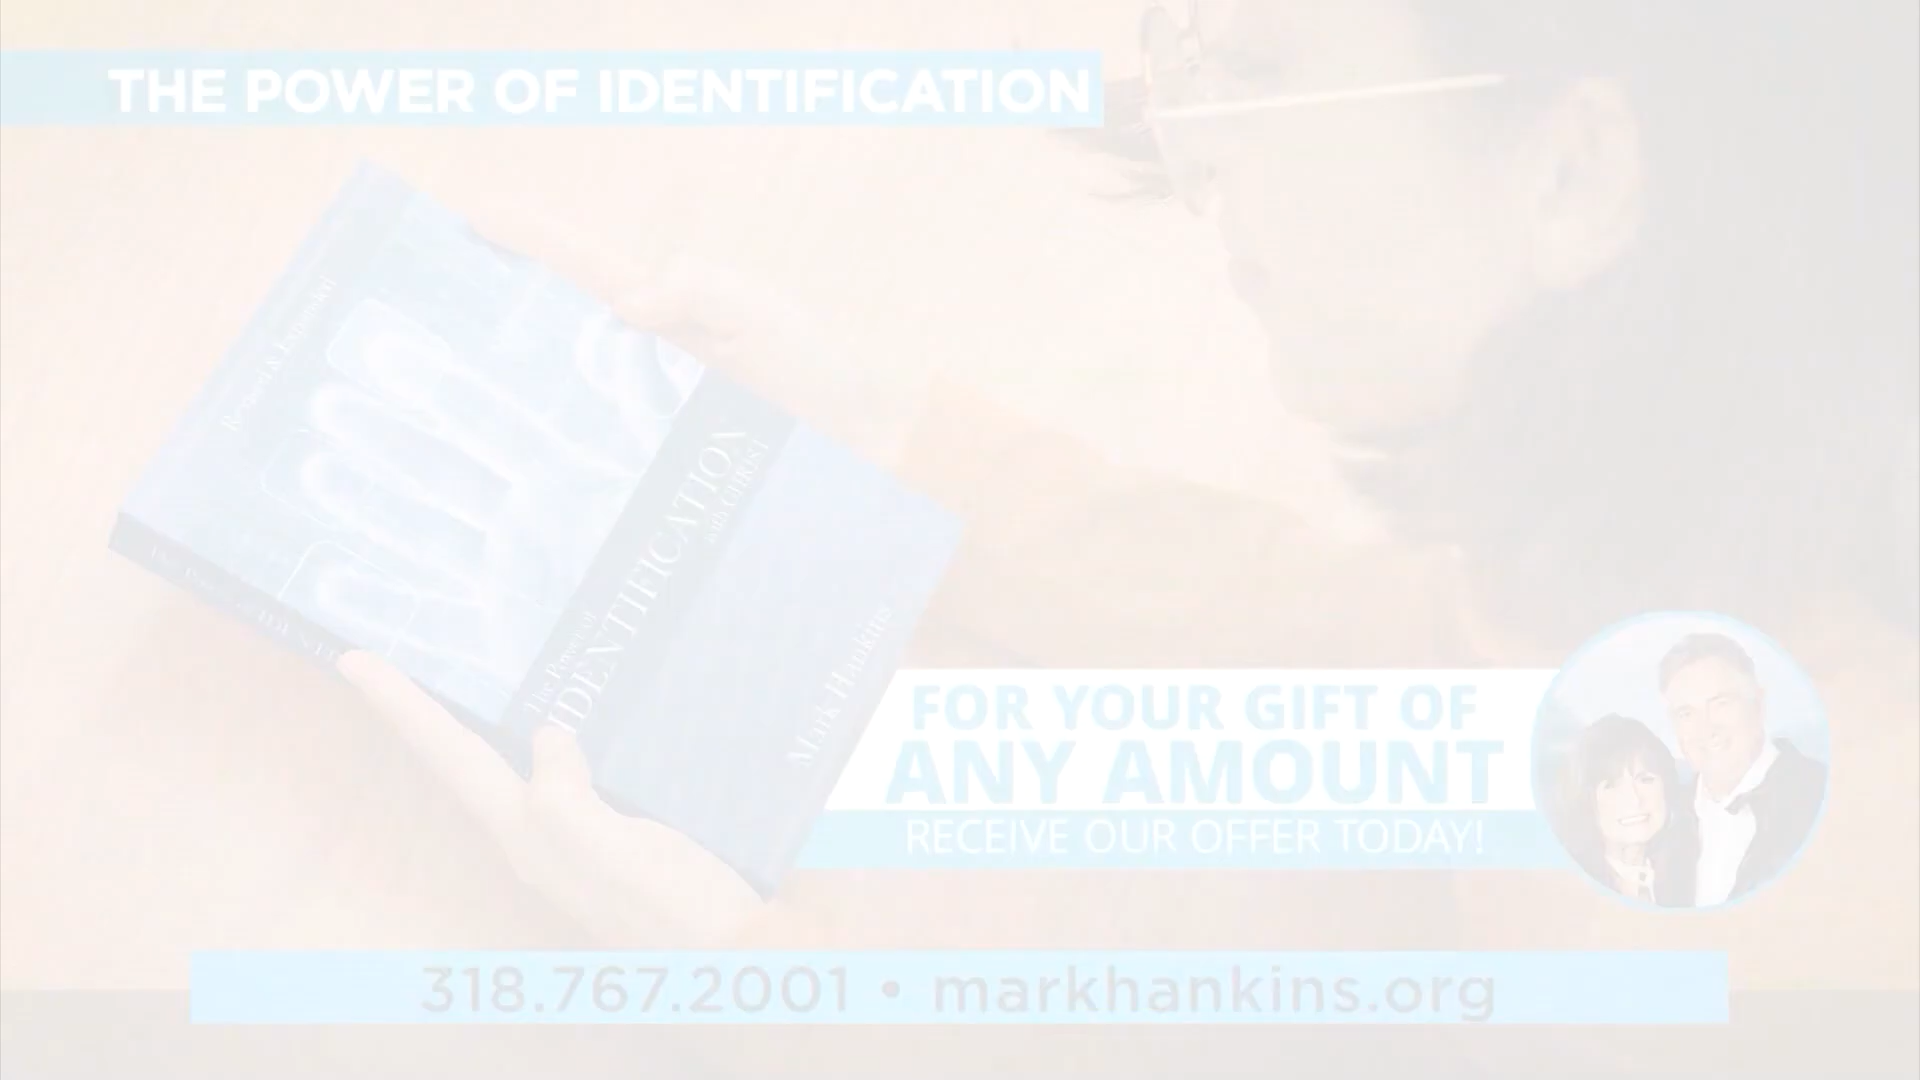 THE POWER OF IDENTIFICATION
Revised & Expanded
The Power of
IDENTIFICATION
with CHRIST
Mark Hankins
FOR YOUR GIFT OF
ANY AMOUNT
RECEIVE OUR OFFER TODAY!
318.767.2001 • markhankins.org